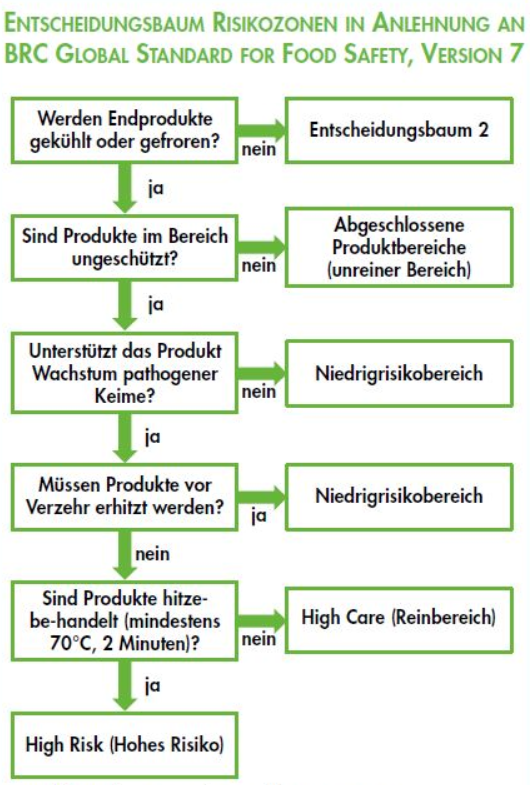 ENTSCHEIDUNGSBAUM RISIKOZONEN IN ANLEHNUNG AN
BRC GLOBAL STANDARD FOR FOOD SAFETY, VERSION 7
Werden Endprodukte
gekühlt oder gefroren?
nein
Entscheidungsbaum 2
ja
Sind Produkte im Bereich
ungeschützt?
nein
Abgeschlossene
Produktbereiche
(unreiner Bereich)
ja
Unterstützt das Produkt
Wachstum pathogener
Keime?
nein
Niedrigrisikobereich
ja
Müssen Produkte vor
Verzehr erhitzt werden?
ja
Niedrigrisikobereich
nein
Sind Produkte hitze-
be-handelt (mindestens
70°C, 2 Minuten)?
nein
High Care (Reinbereich)
ja
High Risk (Hohes Risiko)